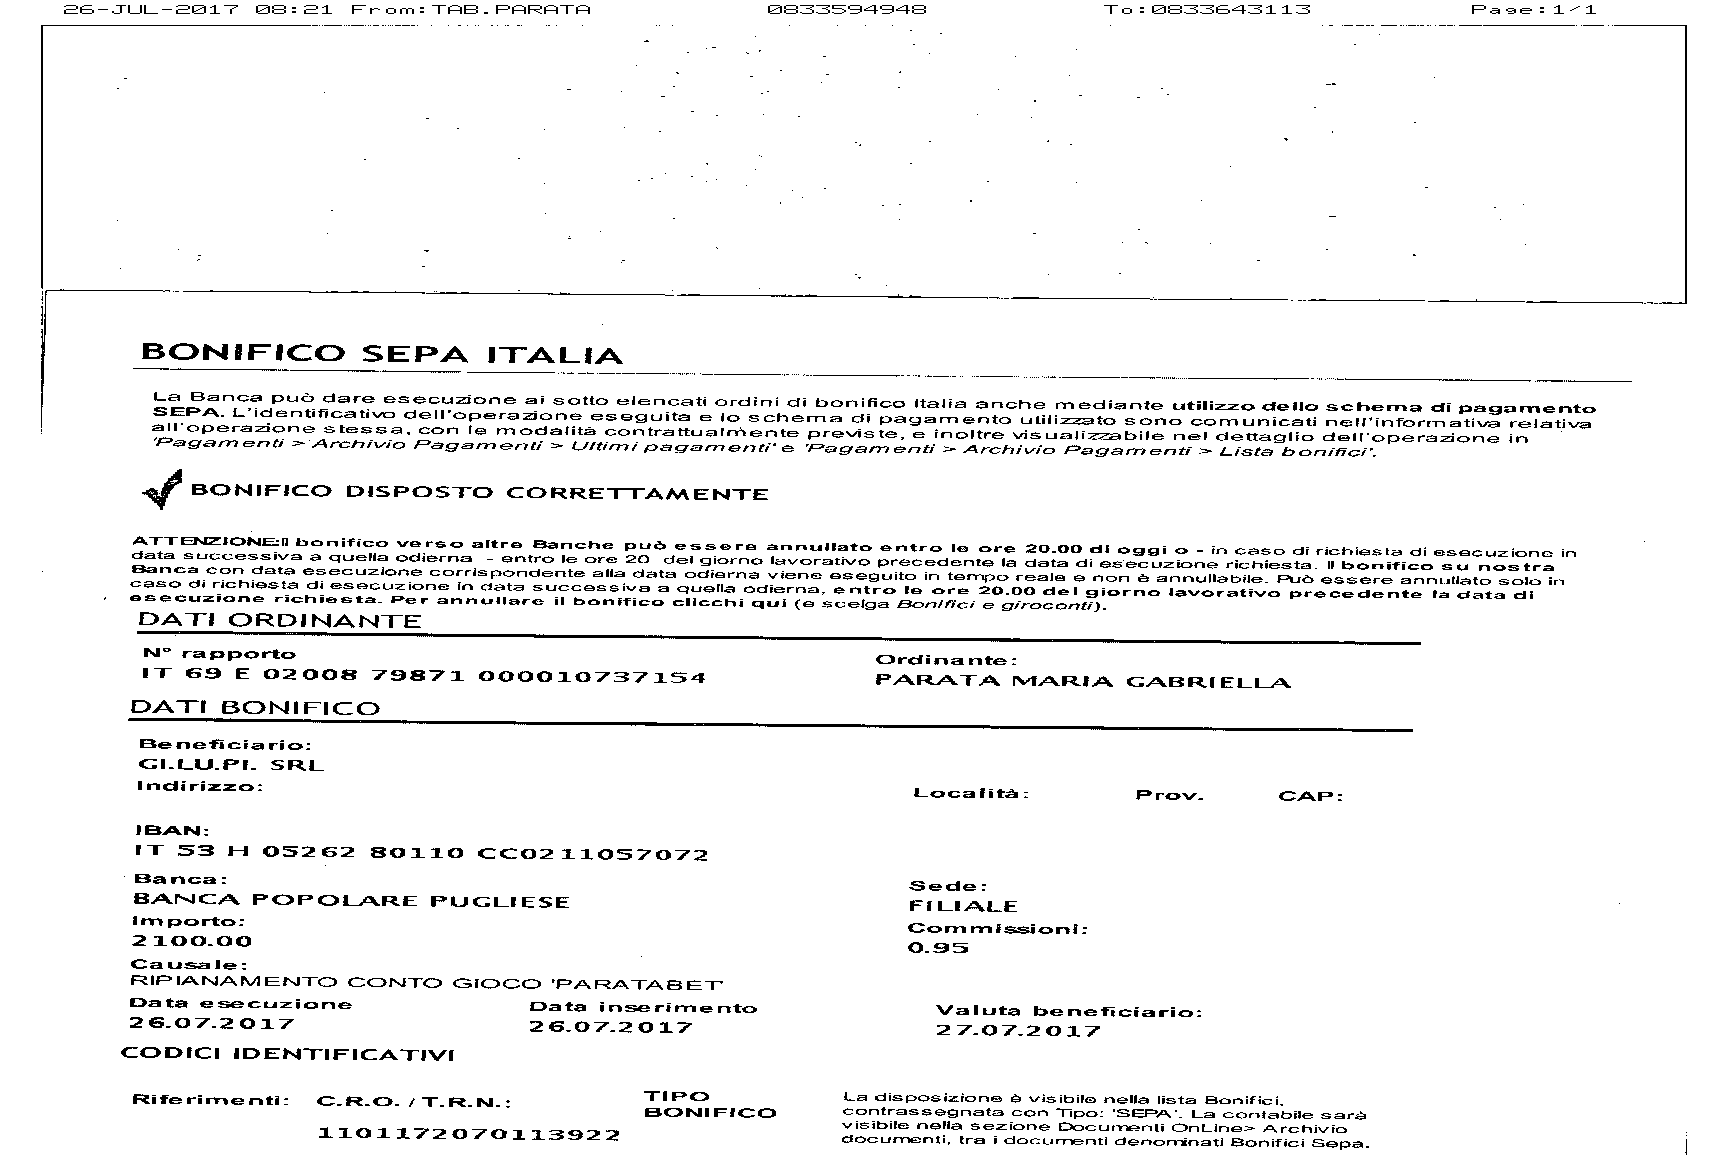 26-JUL-2017 08:21 From:TAB.PARATA 0833594948 To:0833643113 Page:1/1
BONIFICO SEPA ITALIA
La Banca può dare esecuzione ai sotto elencati ordini di bonifico Italia anche mediante utilizzo dello schema di pagamento
SEPA. L'identificativo dell'operazione eseguita e lo schema di pagamento utilizzato sono comunicati nell'informativa relativa
all'operazione stessa, con le modalità contrattualmente previste, e inoltre visualizzabile nel dettaglio dell'operazione in
'Pagamenti > Archivio Pagamenti > Ultimi pagamenti' e 'Pagamenti > Archivio Pagamenti > Lista bonifici'.
BONIFICO DISPOSTO CORRETTAMENTE
ATTENZIONE:Il bonifico verso altre Banche può essere annullato entro le ore 20.00 di oggi o - in caso di richiesta di esecuzione in
data successiva a quella odierna - entro le ore 20 del giorno lavorativo precedente la data di esecuzione richiesta. Il bonifico su nostra
Banca con data esecuzione corrispondente alla data odierna viene eseguito in tempo reale e non è annullabile. Può essere annullato solo in
caso di richiesta di esecuzione in data successiva a quella odierna, entro le ore 20.00 del giorno lavorativo precedente la data di
esecuzione richiesta. Per annullare il bonifico clicchi qui (e scelga Bonifici e giroconti).
DATI ORDINANTE
N° rapporto Ordinante:
IT 69 E 02008 79871 000010737154 PARATA MARIA GABRIELLA
DATI BONIFICO
Beneficiario:
GI.LU.PI. SRL
Indirizzo: Località: Prov. CAP:
IBAN:
IT 53 H 05262 80110 CC0211057072
Banca: Sede:
BANCA POPOLARE PUGLIESE FILIALE
Importo: Commissioni:
2100.00 0.95
Causale:
RIPIANAMENTO CONTO GIOCO 'PARATABET'
Data esecuzione Data inserimento Valuta beneficiario:
26.07.2017 26.07.2017 27.07.2017
CODICI IDENTIFICATIVI
Riferimenti: C.R.O. / T.R.N.: TIPO BONIFICO
1101172070113922
La disposizione è visibile nella lista Bonifici,
contrassegnata con Tipo: 'SEPA'. La contabile sarà
visibile nella sezione Documenti OnLine> Archivio
documenti, tra i documenti denominati Bonifici Sepa.